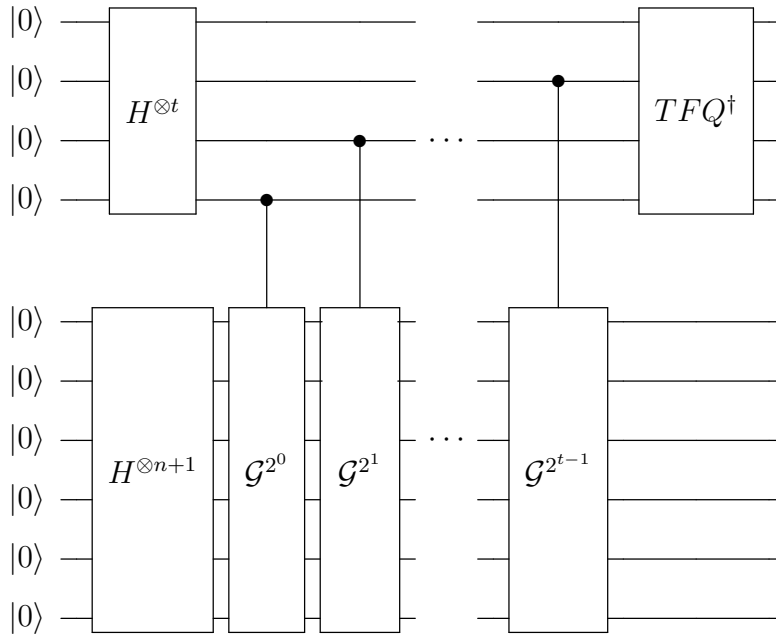 |0⟩
|0⟩
|0⟩
|0⟩
H^{⊗t}
···
TFQ^†
|0⟩
|0⟩
|0⟩
|0⟩
|0⟩
|0⟩
H^{⊗n+1}
𝒢^{2^0}
𝒢^{2^1}
···
𝒢^{2^{t−1}}